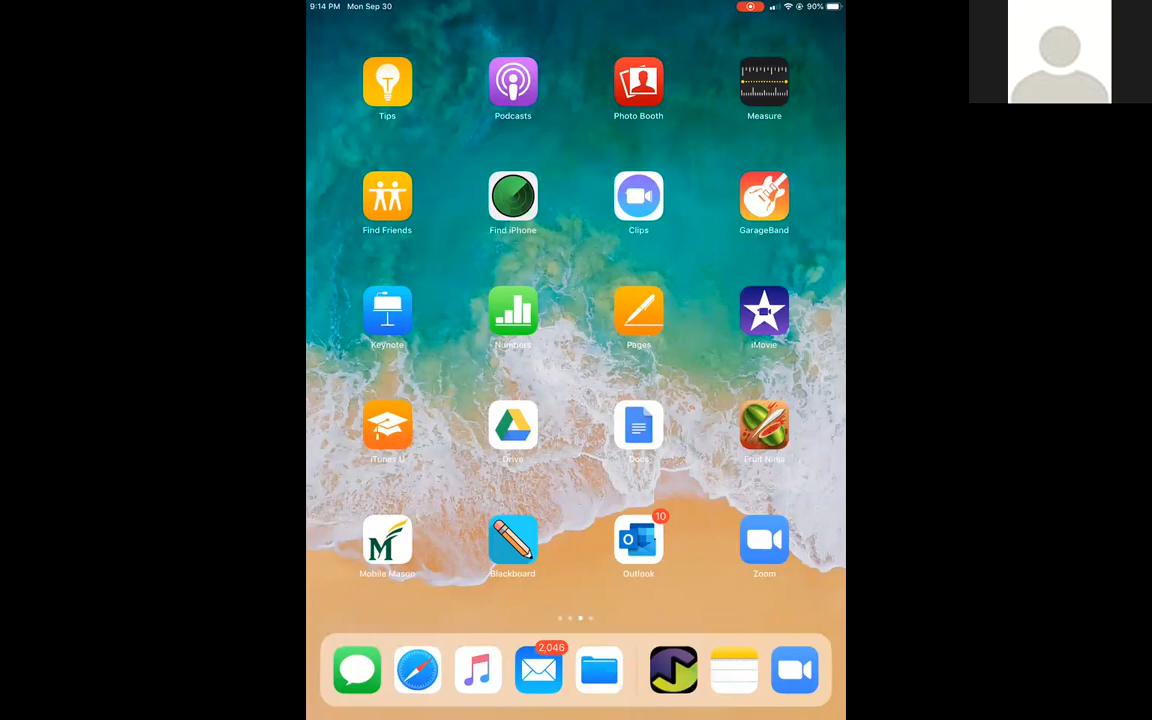 9:14 PM Mon Sep 30
90%
Tips Podcasts Photo Booth Measure
Find Friends Find iPhone Clips GarageBand
Keynote Numbers Pages iMovie
iTunes U Drive Docs Fruit Ninja
M O 10
Mobile Mason Blackboard Outlook Zoom
2,046